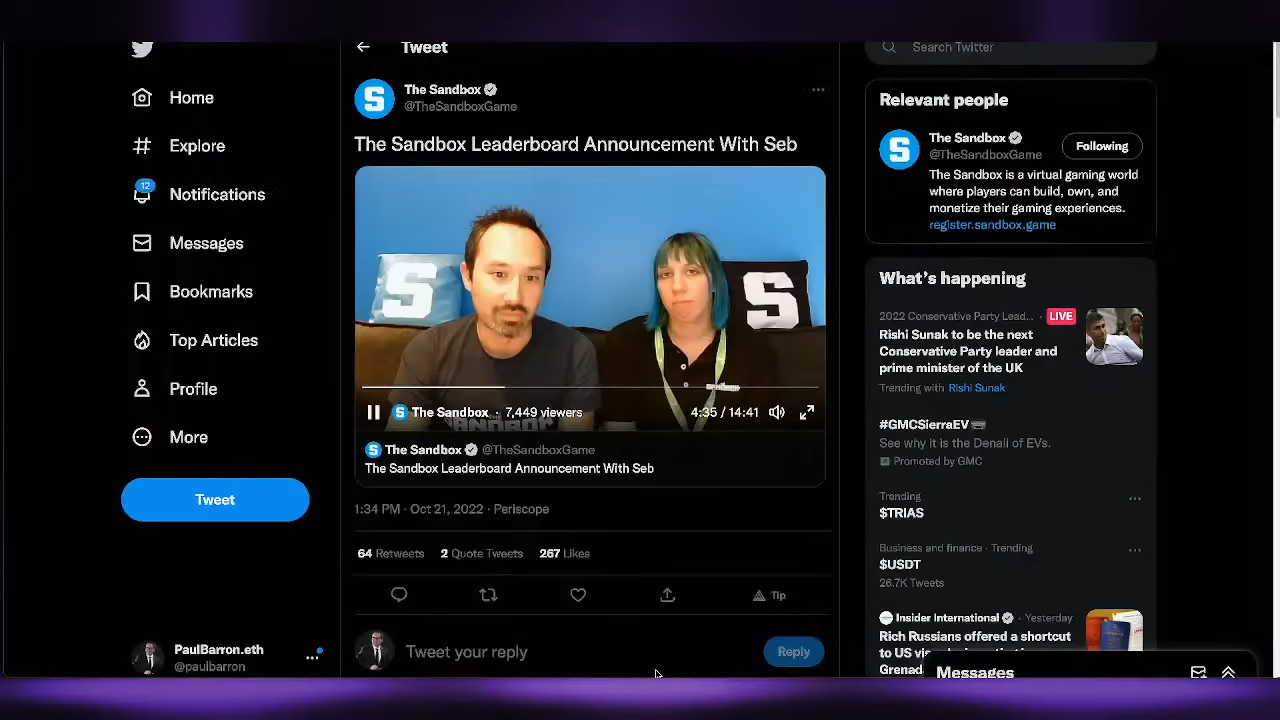 Home
Explore
12
Notifications
Messages
Bookmarks
Top Articles
Profile
More
Tweet
PaulBarron.eth
@paulbarron
Tweet
The Sandbox
@TheSandboxGame
The Sandbox Leaderboard Announcement With Seb
S
S
The Sandbox · 7,449 viewers
4:35 / 14:41
The Sandbox @TheSandboxGame
The Sandbox Leaderboard Announcement With Seb
1:34 PM · Oct 21, 2022 · Periscope
64 Retweets 2 Quote Tweets 267 Likes
Tip
Tweet your reply
Reply
Search Twitter
Relevant people
The Sandbox
@TheSandboxGame
Following
The Sandbox is a virtual gaming world
where players can build, own, and
monetize their gaming experiences.
register.sandbox.game
What's happening
2022 Conservative Party Lead... · LIVE
Rishi Sunak to be the next
Conservative Party leader and
prime minister of the UK
Trending with Rishi Sunak
#GMCSierraEV
See why it is the Denali of EVs.
Promoted by GMC
Trending
$TRIAS
Business and finance · Trending
$USDT
26.7K Tweets
Insider International · Yesterday
Rich Russians offered a shortcut
to US
Grenad
Messages